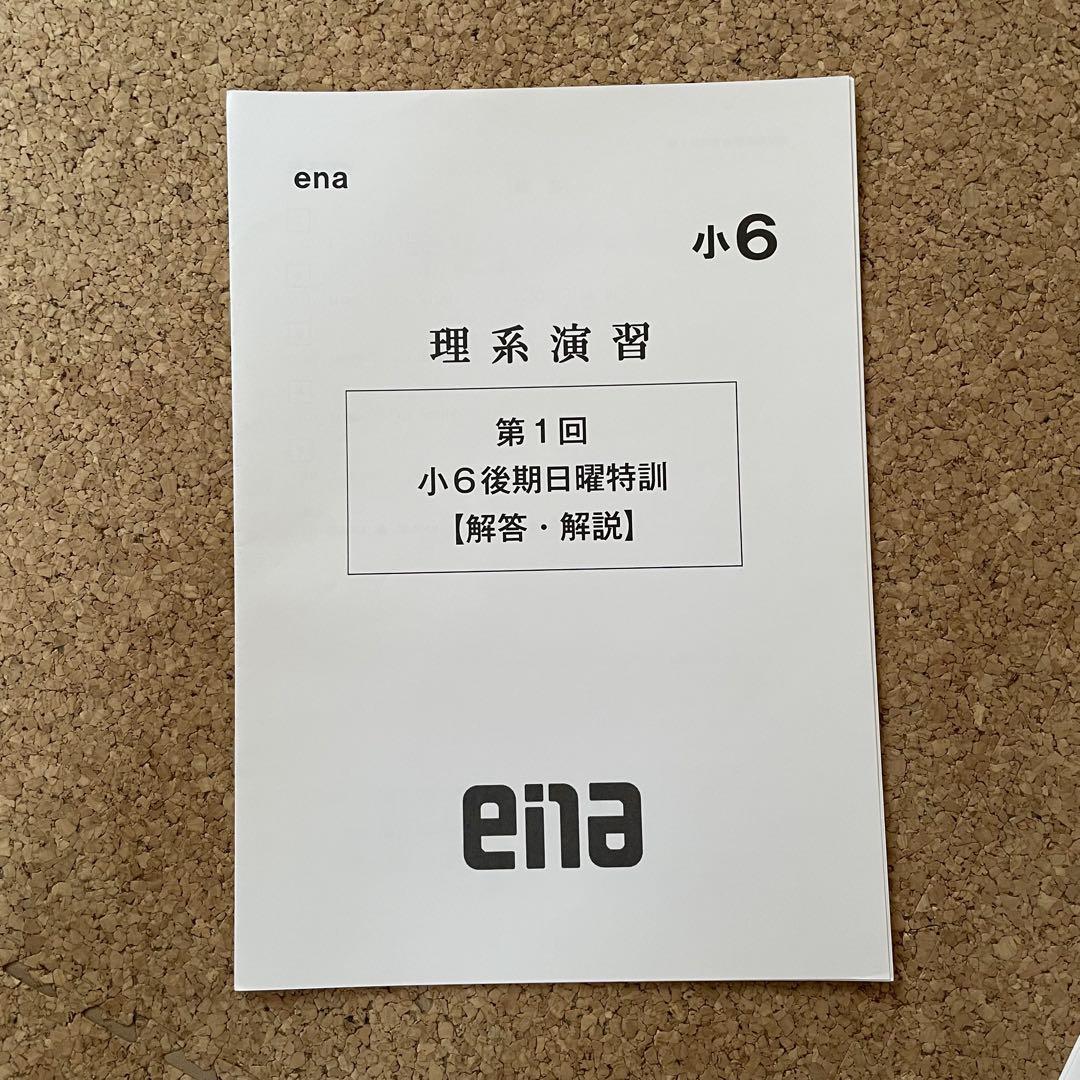 ena
小6
理系演習
第1回
小6後期日曜特訓
【解答・解説】
ena